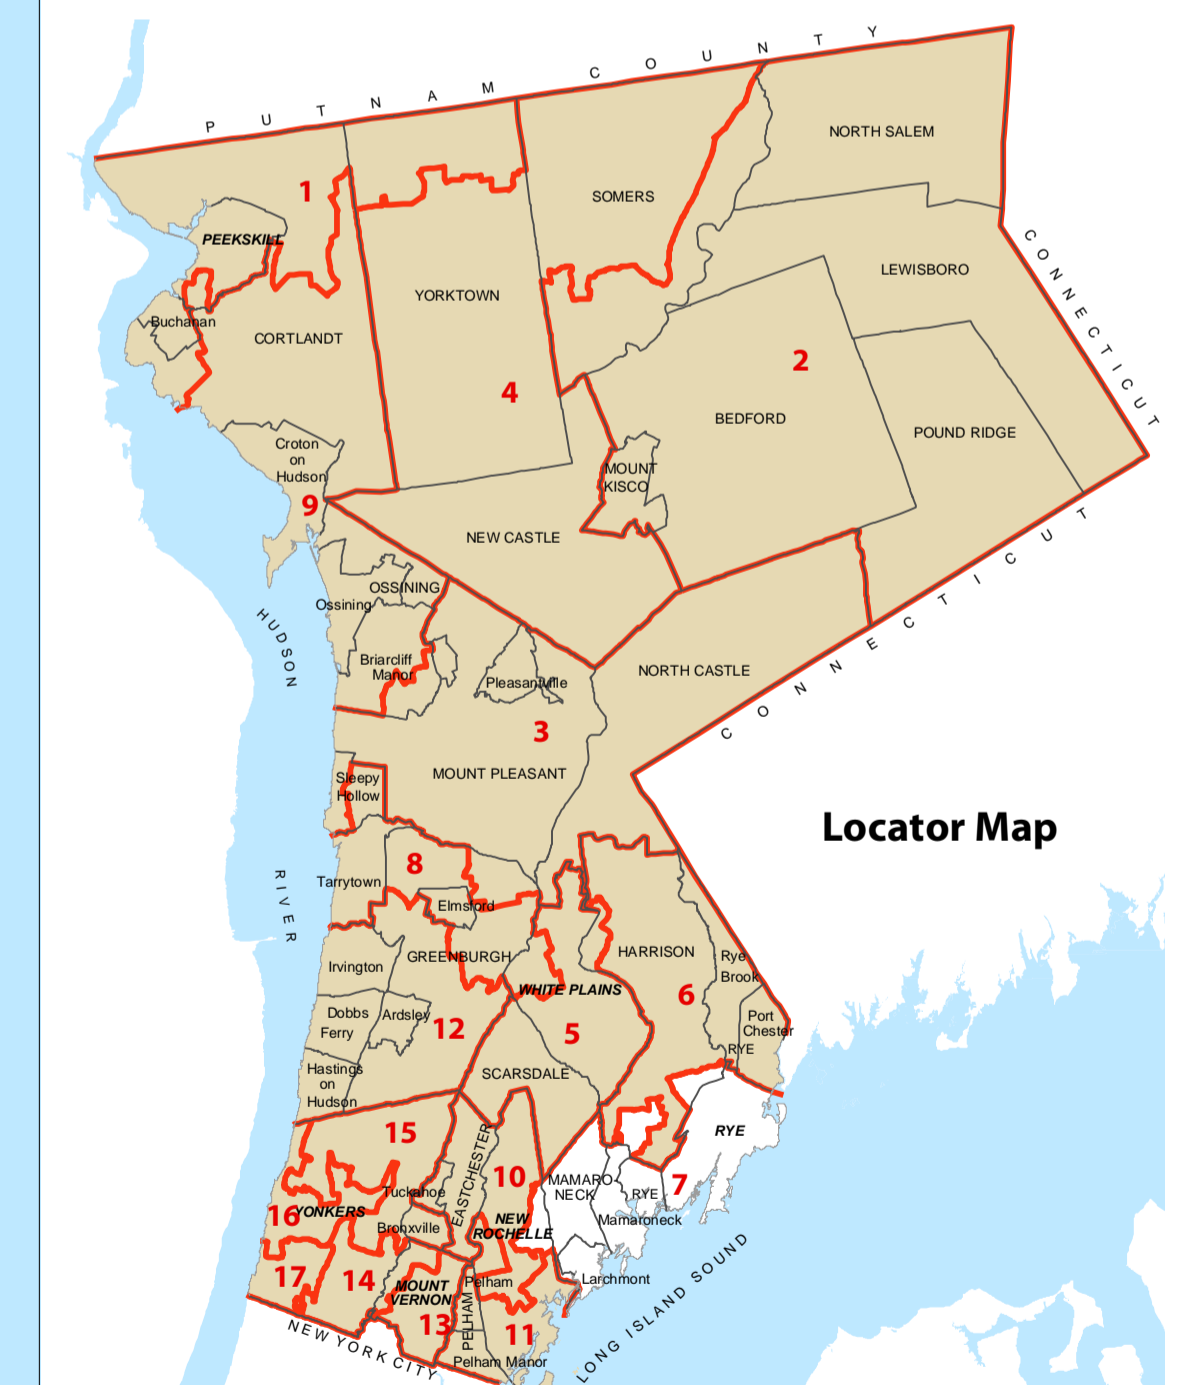 PUTNAM COUNTY
NORTH SALEM
1
SOMERS
PEEKSKILL
CONNECTICUT
LEWISBORO
YORKTOWN
Buchanan
CORTLANDT
2
4
BEDFORD
POUND RIDGE
Croton
on
Hudson
MOUNT
KISCO
9
NEW CASTLE
CONNECTICUT
OSSINING
Ossining
HUDSON RIVER
Briarcliff
Manor
NORTH CASTLE
Pleasantville
3
MOUNT PLEASANT
Sleepy
Hollow
Locator Map
8
Tarrytown
Elmsford
HARRISON
GREENBURGH
Rye
Brook
Irvington
WHITE PLAINS
6
Dobbs
Ferry
Ardsley
Port
Chester
12
5
RYE
SCARSDALE
Hastings
on
Hudson
15
RYE
EASTCHESTER
10
MAMARO
NECK
7
Tuckahoe
RYE
16
YONKERS
NEW
ROCHELLE
Mamaroneck
Bronxville
17
14
MOUNT
VERNON
Pelham
Larchmont
PELHAM
13
11
Pelham Manor
NEW YORK CITY
LONG ISLAND SOUND